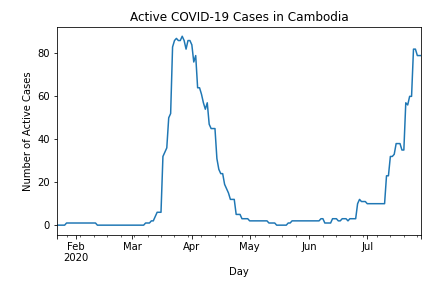 Active COVID-19 Cases in Cambodia
Number of Active Cases
80
60
40
20
0
Feb
2020
Mar
Apr
May
Jun
Jul
Day